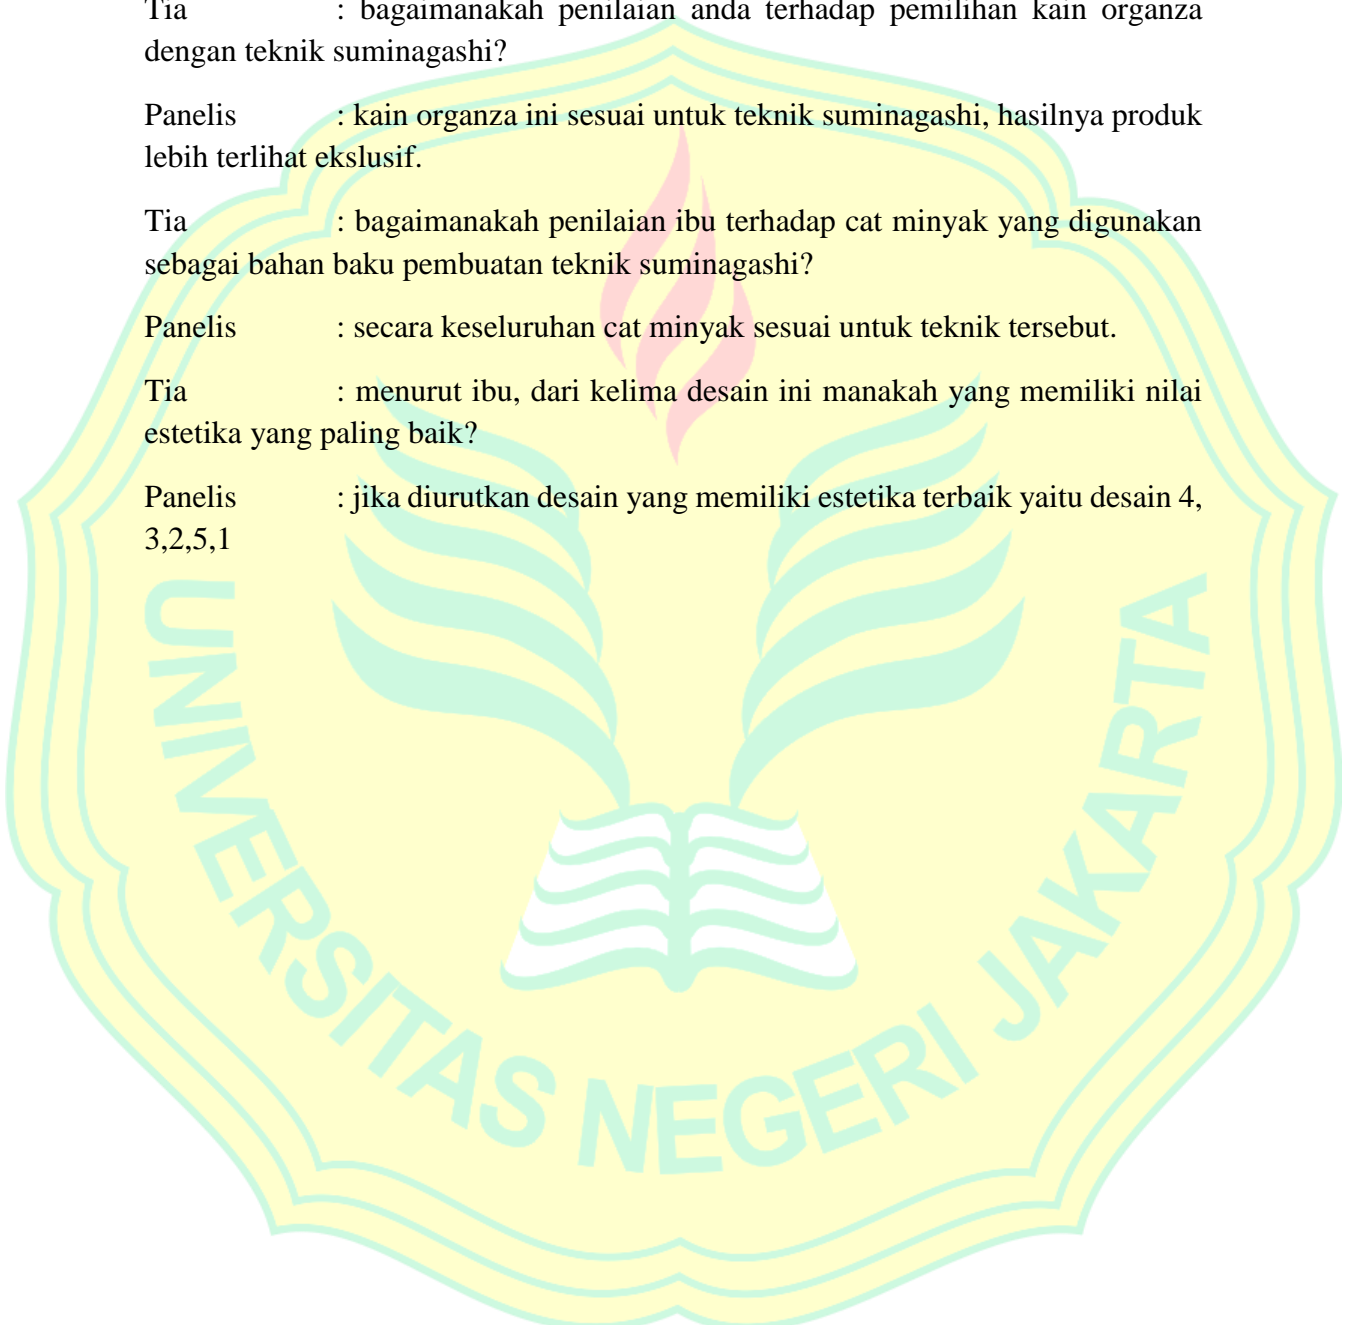 Tia : bagaimanakah penilaian anda terhadap pemilihan kain organza
dengan teknik suminagashi?
Panelis : kain organza ini sesuai untuk teknik suminagashi, hasilnya produk
lebih terlihat ekslusif.
Tia : bagaimanakah penilaian ibu terhadap cat minyak yang digunakan
sebagai bahan baku pembuatan teknik suminagashi?
Panelis : secara keseluruhan cat minyak sesuai untuk teknik tersebut.
Tia : menurut ibu, dari kelima desain ini manakah yang memiliki nilai
estetika yang paling baik?
Panelis : jika diurutkan desain yang memiliki estetika terbaik yaitu desain 4,
3,2,5,1
UNIVERSITAS NEGERI JAKARTA